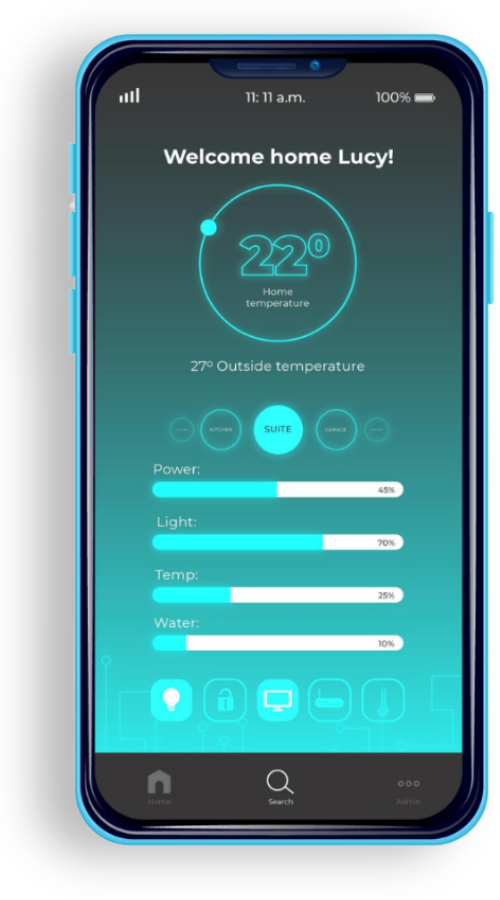 11:11 a.m.
100%
Welcome home Lucy!
22º
Home
temperature
27º Outside temperature
KITCHEN
SUITE
GARAGE
Power:
45%
Light:
70%
Temp:
25%
Water:
10%
Home
Search
Admin